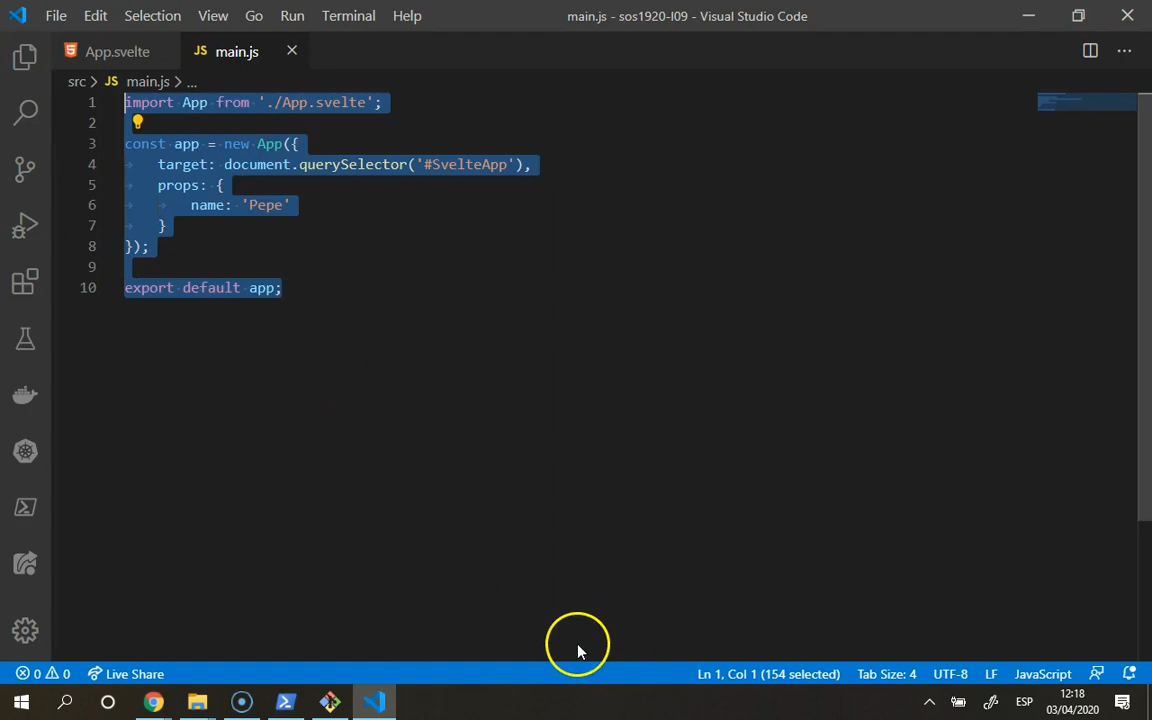 File Edit Selection View Go Run Terminal Help main.js - sos1920-l09 - Visual Studio Code
App.svelte JS main.js
src > JS main.js > ...
1 import App from './App.svelte';
2
3 const app = new App({
4 target: document.querySelector('#SvelteApp'),
5 props: {
6 name: 'Pepe'
7 }
8 });
9
10 export default app;
0 0 Live Share Ln 1, Col 1 (154 selected) Tab Size: 4 UTF-8 LF JavaScript
ESP 12:18
03/04/2020